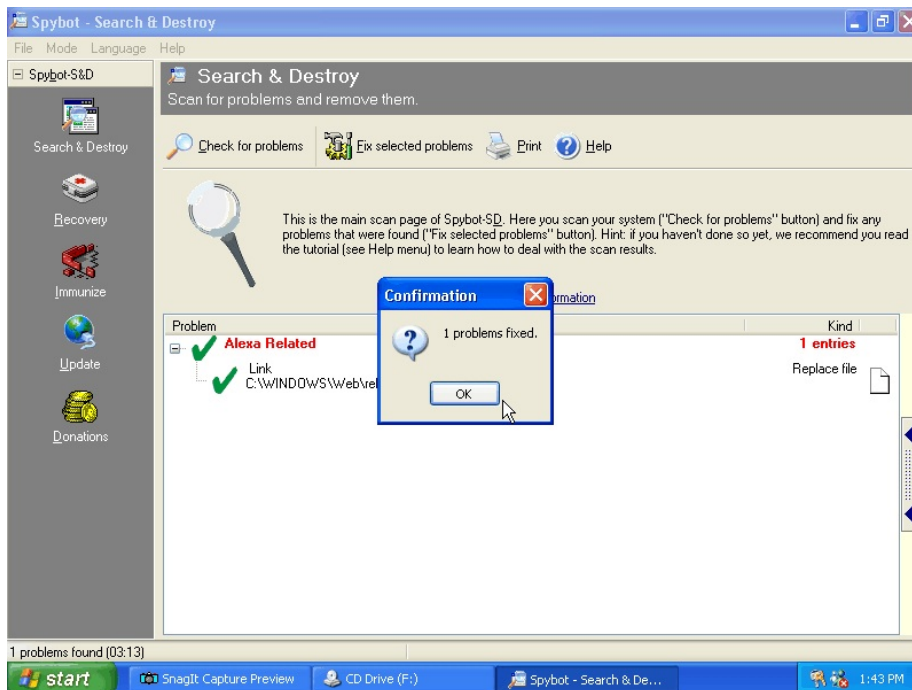 Spybot - Search & Destroy
File Mode Language Help
Spybot-S&D
Search & Destroy
Recovery
Immunize
Update
Donations
Search & Destroy
Scan for problems and remove them.
Check for problems Fix selected problems Print Help
This is the main scan page of Spybot-SD. Here you scan your system ("Check for problems" button) and fix any
problems that were found ("Fix selected problems" button). Hint: if you haven't done so yet, we recommend you read
the tutorial (see Help menu) to learn how to deal with the scan results.
Confirmation
1 problems fixed.
OK
Problem Kind
Alexa Related 1 entries
Link Replace file
C:\WINDOWS\Web\rel
1 problems found (03:13)
start SnagIt Capture Preview CD Drive (F:) Spybot - Search & De... 1:43 PM